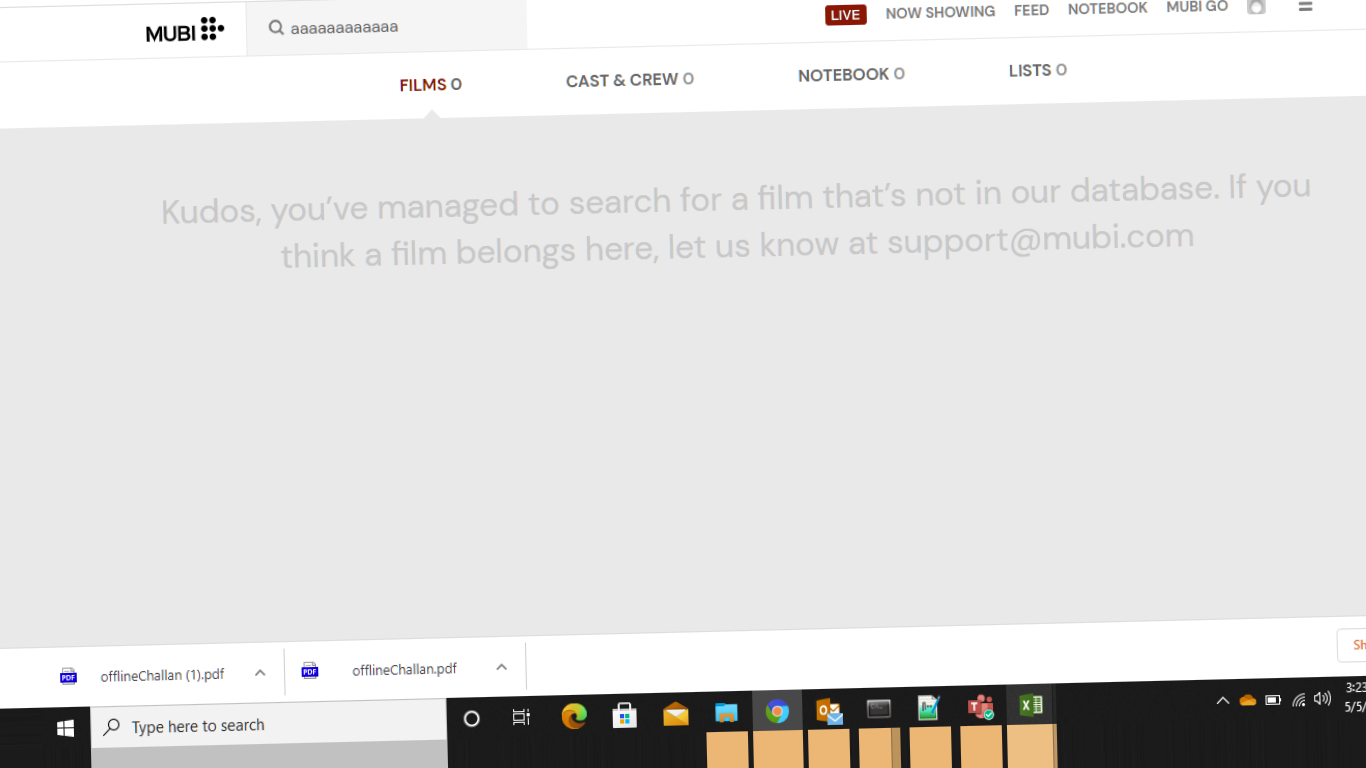 MUBI
aaaaaaaaaaaa
LIVE NOW SHOWING FEED NOTEBOOK MUBI GO
FILMS 0 CAST & CREW 0 NOTEBOOK 0 LISTS 0
Kudos, you've managed to search for a film that's not in our database. If you
think a film belongs here, let us know at support@mubi.com
offlineChallan (1).pdf offlineChallan.pdf
Type here to search
3:23
5/5/